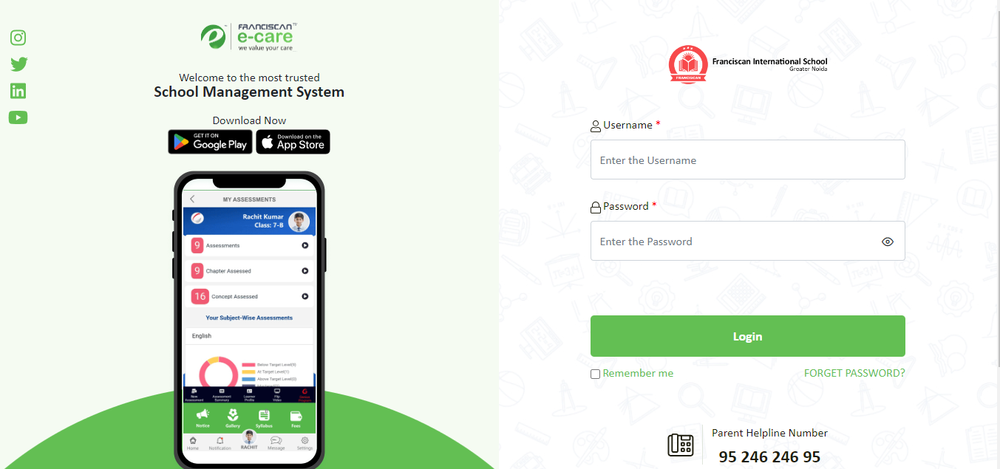 FRANCISCAN TM
e-care
we value your care
Welcome to the most trusted
School Management System
Download Now
GET IT ON
Google Play
Download on the
App Store
MY ASSESSMENTS
Rachit Kumar
Class: 7-B
9 Assessments
9 Chapter Assessed
16 Concept Assessed
Your Subject-Wise Assessments
English
Below Target Level(9)
At Target Level(1)
Above Target Level(0)
New Assessment
Assessment Summary
Learner Profile
Flip Video
Notice
Gallery
Syllabus
Fees
Home
Notification
RACHIT
Message
Settings
FRANCISCAN
Franciscan International School
Greater Noida
Username *
Enter the Username
Password *
Enter the Password
Login
Remember me
FORGET PASSWORD?
Parent Helpline Number
95 246 246 95